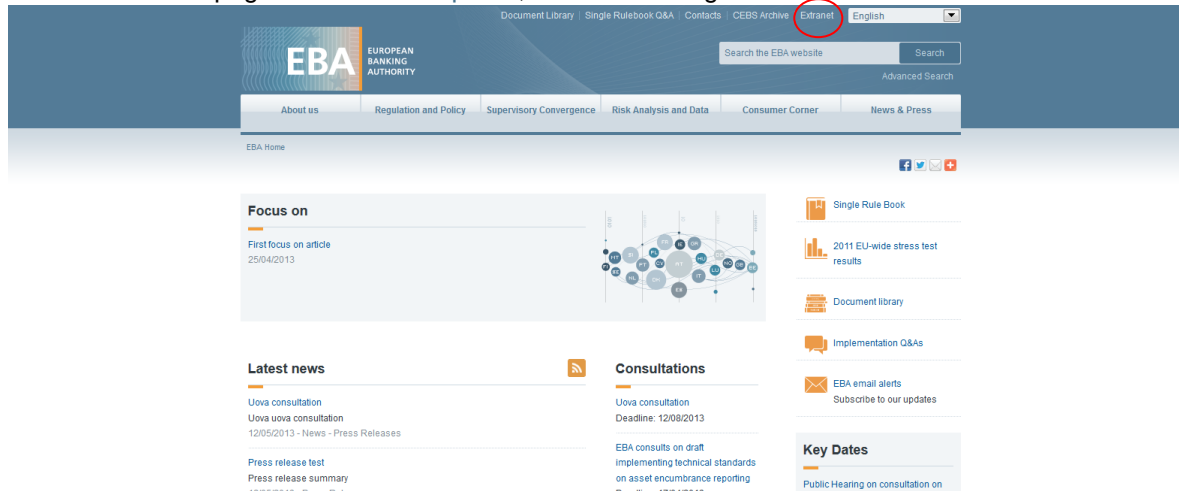 Document Library | Single Rulebook Q&A | Contacts | CEBS Archive | Extranet
English
EBA
EUROPEAN
BANKING
AUTHORITY
Search the EBA website
Search
Advanced Search
About us
Regulation and Policy
Supervisory Convergence
Risk Analysis and Data
Consumer Corner
News & Press
EBA Home
Focus on
First focus on article
25/04/2013
Single Rule Book
2011 EU-wide stress test
results
Document library
Implementation Q&As
EBA email alerts
Subscribe to our updates
Latest news
Uova consultation
Uova uova consultation
12/05/2013 - News - Press Releases
Press release test
Press release summary
Consultations
Uova consultation
Deadline: 12/08/2013
EBA consults on draft
implementing technical standards
on asset encumbrance reporting
Key Dates
Public Hearing on consultation on